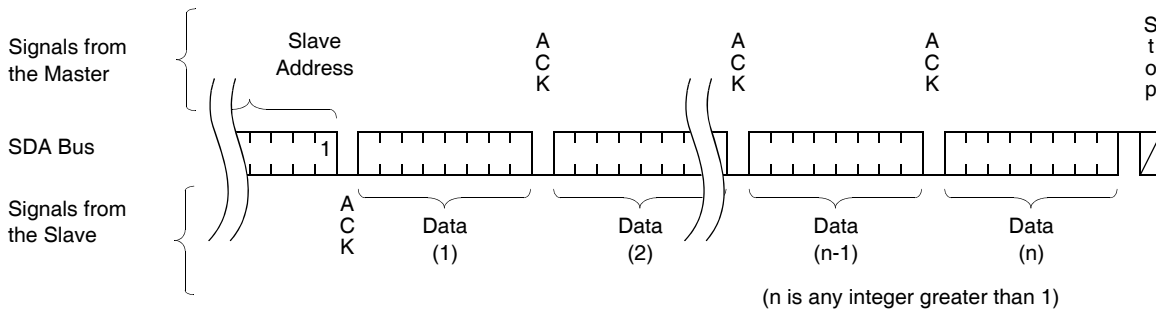 Signals from
the Master
Slave
Address
A
C
K
A
C
K
A
C
K
S
t
o
p
SDA Bus
1
Signals from
the Slave
A
C
K
Data
(1)
Data
(2)
Data
(n-1)
Data
(n)
(n is any integer greater than 1)